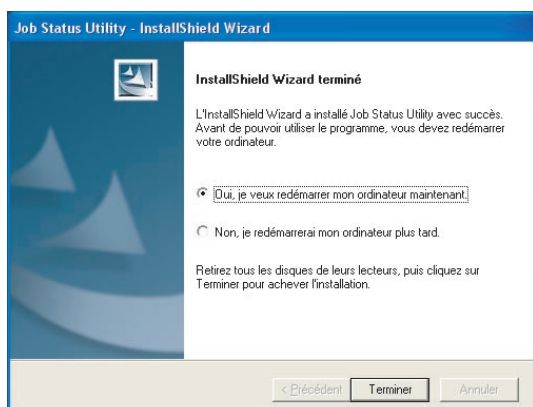 Job Status Utility - InstallShield Wizard
InstallShield Wizard terminé
L'InstallShield Wizard a installé Job Status Utility avec succès.
Avant de pouvoir utiliser le programme, vous devez redémarrer
votre ordinateur.
Oui, je veux redémarrer mon ordinateur maintenant.
Non, je redémarrerai mon ordinateur plus tard.
Retirez tous les disques de leurs lecteurs, puis cliquez sur
Terminer pour achever l'installation.
< Précédent Terminer Annuler